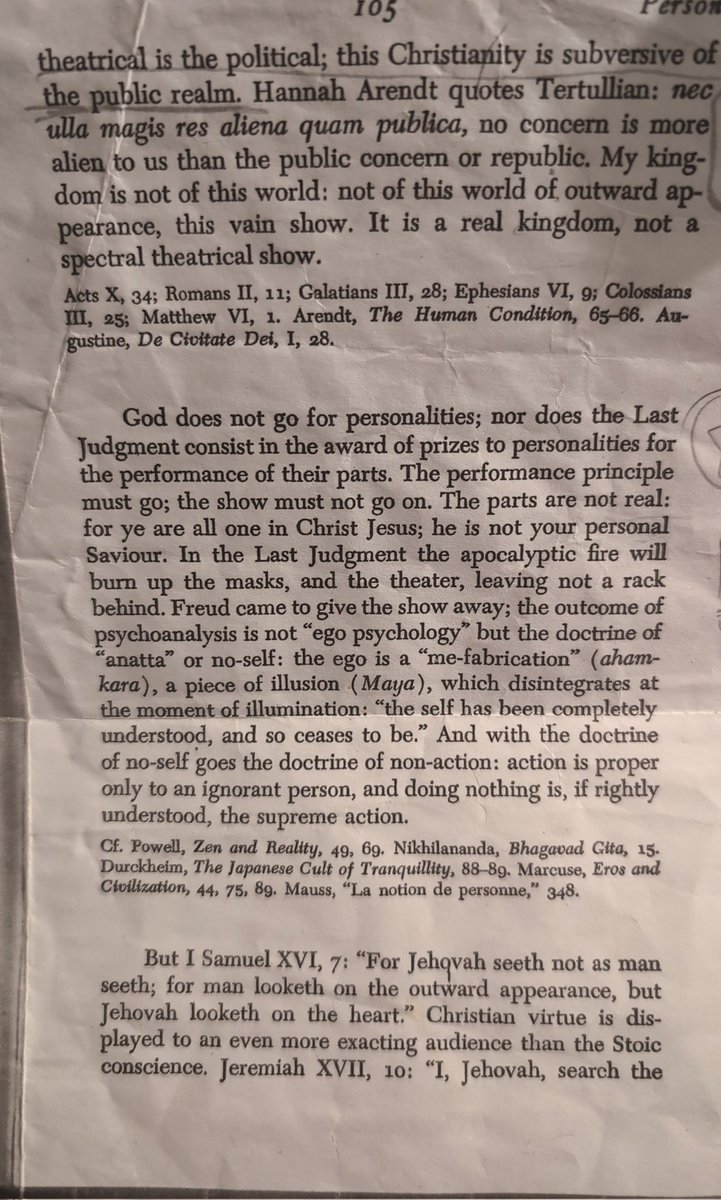 105 Person
theatrical is the political; this Christianity is subversive of
the public realm. Hannah Arendt quotes Tertullian: nec
ulla magis res aliena quam publica, no concern is more
alien to us than the public concern or republic. My king-
dom is not of this world: not of this world of outward ap-
pearance, this vain show. It is a real kingdom, not a
spectral theatrical show.
Acts X, 34; Romans II, 11; Galatians III, 28; Ephesians VI, 9; Colossians
III, 25; Matthew VI, 1. Arendt, The Human Condition, 65–66. Au-
gustine, De Civitate Dei, I, 28.
God does not go for personalities; nor does the Last
Judgment consist in the award of prizes to personalities for
the performance of their parts. The performance principle
must go; the show must not go on. The parts are not real:
for ye are all one in Christ Jesus; he is not your personal
Saviour. In the Last Judgment the apocalyptic fire will
burn up the masks, and the theater, leaving not a rack
behind. Freud came to give the show away; the outcome of
psychoanalysis is not “ego psychology” but the doctrine of
“anatta” or no-self: the ego is a “me-fabrication” (aham-
kara), a piece of illusion (Maya), which disintegrates at
the moment of illumination: “the self has been completely
understood, and so ceases to be.” And with the doctrine
of no-self goes the doctrine of non-action: action is proper
only to an ignorant person, and doing nothing is, if rightly
understood, the supreme action.
Cf. Powell, Zen and Reality, 49, 69. Nikhilananda, Bhagavad Gita, 15.
Durckheim, The Japanese Cult of Tranquillity, 88–89. Marcuse, Eros and
Civilization, 44, 75, 89. Mauss, “La notion de personne,” 348.
But I Samuel XVI, 7: “For Jehovah seeth not as man
seeth; for man looketh on the outward appearance, but
Jehovah looketh on the heart.” Christian virtue is dis-
played to an even more exacting audience than the Stoic
conscience. Jeremiah XVII, 10: “I, Jehovah, search the